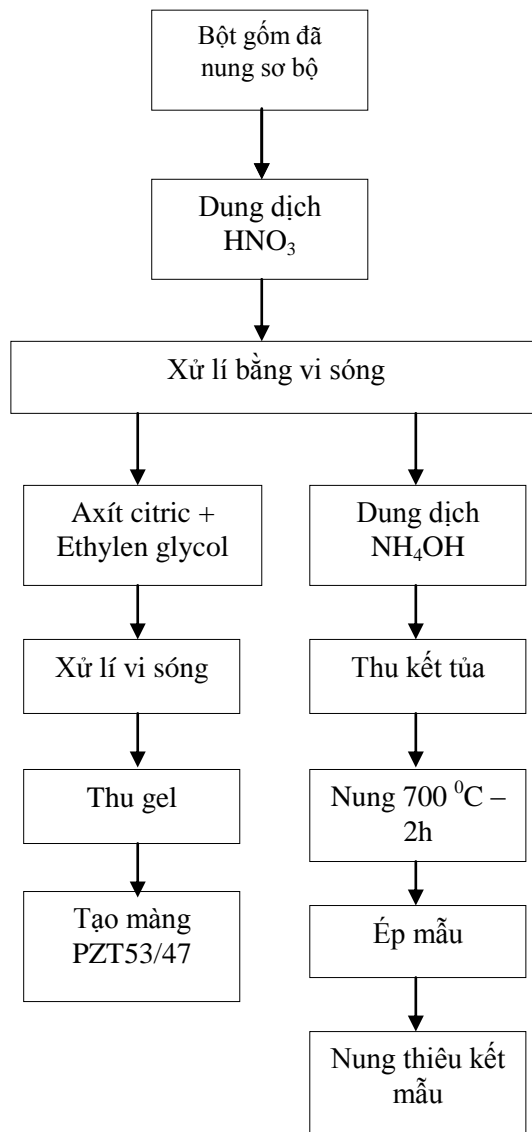 Bột gốm đã
nung sơ bộ
Dung dịch
HNO₃
Xử lí bằng vi sóng
Axít citric +
Ethylen glycol
Xử lí vi sóng
Thu gel
Tạo màng
PZT53/47
Dung dịch
NH₄OH
Thu kết tủa
Nung 700 ⁰C –
2h
Ép mẫu
Nung thiêu kết
mẫu